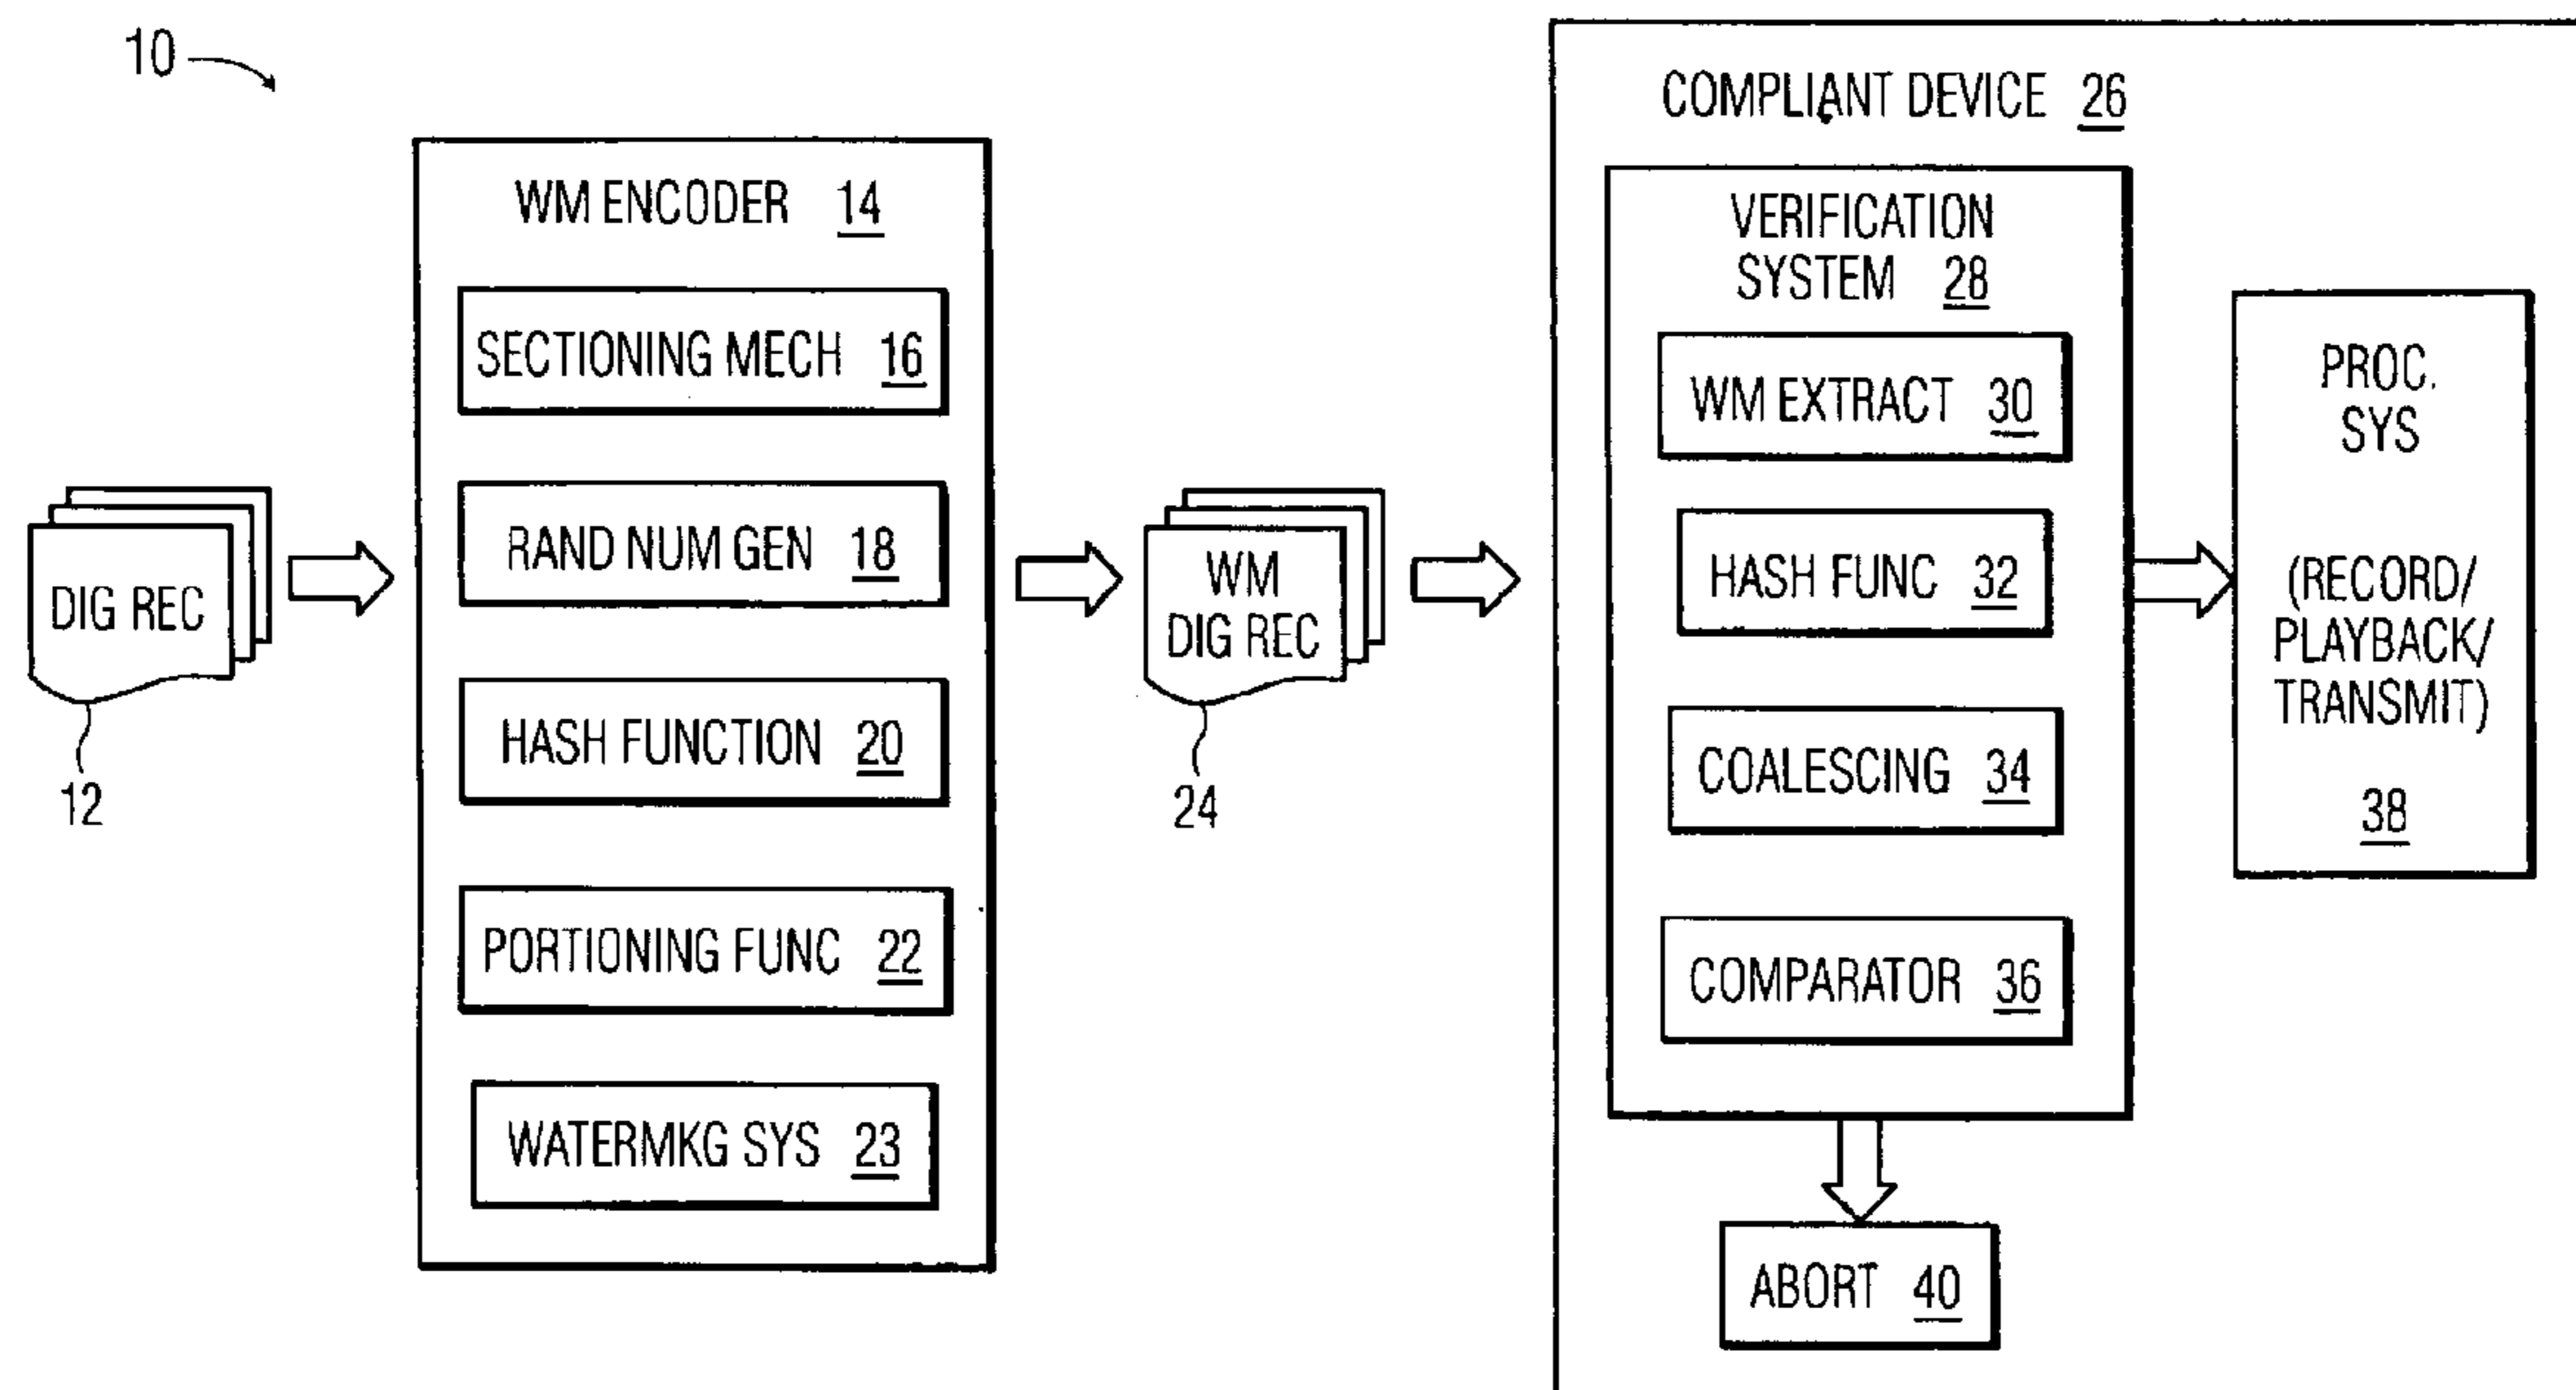 10
DIG REC
12
WM ENCODER 14
SECTIONING MECH 16
RAND NUM GEN 18
HASH FUNCTION 20
PORTIONING FUNC 22
WATERMKG SYS 23
WM
DIG REC
24
COMPLIANT DEVICE 26
VERIFICATION
SYSTEM 28
WM EXTRACT 30
HASH FUNC 32
COALESCING 34
COMPARATOR 36
PROC.
SYS
(RECORD/
PLAYBACK/
TRANSMIT)
38
ABORT 40